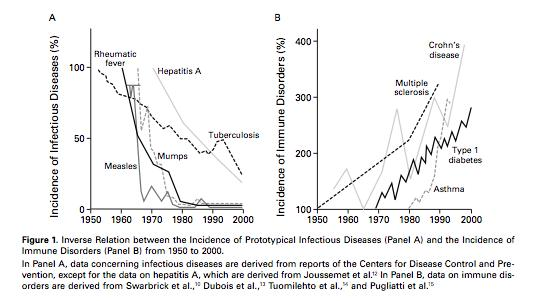 A
Incidence of Infectious Diseases (%)
100
50
0
1950 1960 1970 1980 1990 2000
Rheumatic
fever
Hepatitis A
Tuberculosis
Mumps
Measles
B
Incidence of Immune Disorders (%)
400
300
200
100
1950 1960 1970 1980 1990 2000
Crohn's
disease
Multiple
sclerosis
Type 1
diabetes
Asthma
Figure 1. Inverse Relation between the Incidence of Prototypical Infectious Diseases (Panel A) and the Incidence of
Immune Disorders (Panel B) from 1950 to 2000.
In Panel A, data concerning infectious diseases are derived from reports of the Centers for Disease Control and Pre-
vention, except for the data on hepatitis A, which are derived from Joussemet et al.12 In Panel B, data on immune dis-
orders are derived from Swarbrick et al.,10 Dubois et al.,13 Tuomilehto et al.,14 and Pugliatti et al.15